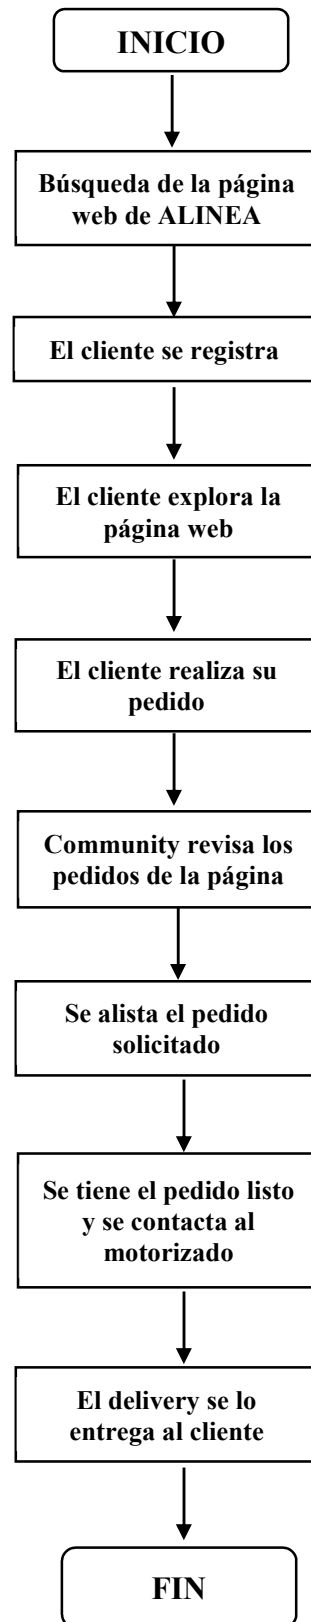 INICIO
Búsqueda de la página
web de ALINEA
El cliente se registra
El cliente explora la
página web
El cliente realiza su
pedido
Community revisa los
pedidos de la página
Se alista el pedido
solicitado
Se tiene el pedido listo
y se contacta al
motorizado
El delivery se lo
entrega al cliente
FIN